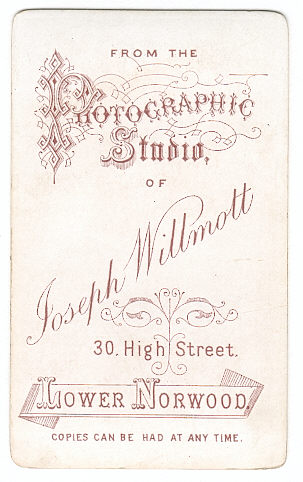 FROM THE
PHOTOGRAPHIC
Studio,
OF
Joseph Willmott
30. High Street.
LOWER NORWOOD
COPIES CAN BE HAD AT ANY TIME.